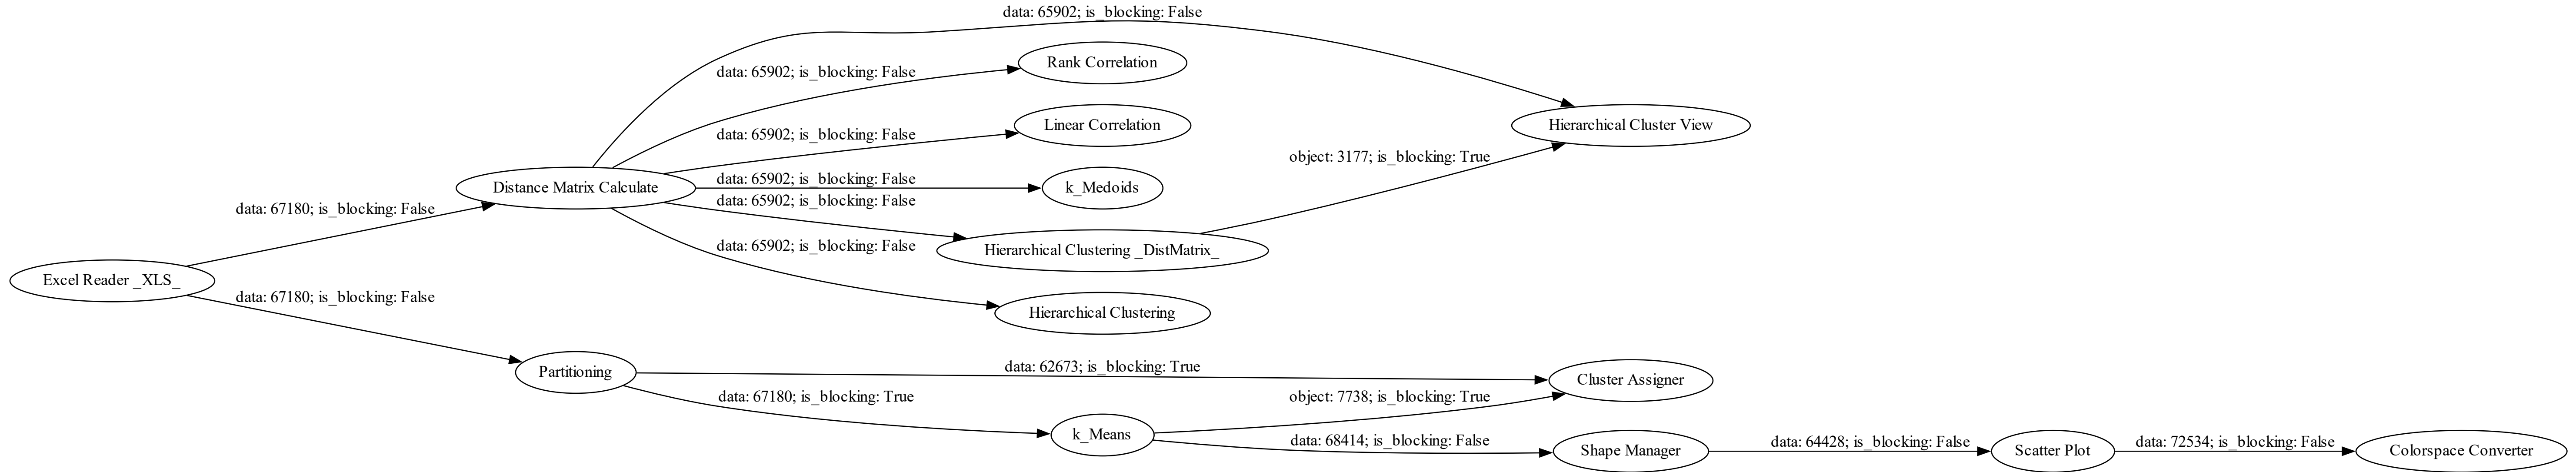 data: 65902; is_blocking: False
Rank Correlation
data: 65902; is_blocking: False
Linear Correlation
Hierarchical Cluster View
data: 65902; is_blocking: False
object: 3177; is_blocking: True
Distance Matrix Calculate
data: 65902; is_blocking: False
k_Medoids
data: 65902; is_blocking: False
data: 67180; is_blocking: False
Hierarchical Clustering _DistMatrix_
data: 65902; is_blocking: False
Excel Reader _XLS_
data: 67180; is_blocking: False
Hierarchical Clustering
Partitioning
data: 62673; is_blocking: True
Cluster Assigner
data: 67180; is_blocking: True
object: 7738; is_blocking: True
k_Means
data: 68414; is_blocking: False
Shape Manager
data: 64428; is_blocking: False
Scatter Plot
data: 72534; is_blocking: False
Colorspace Converter